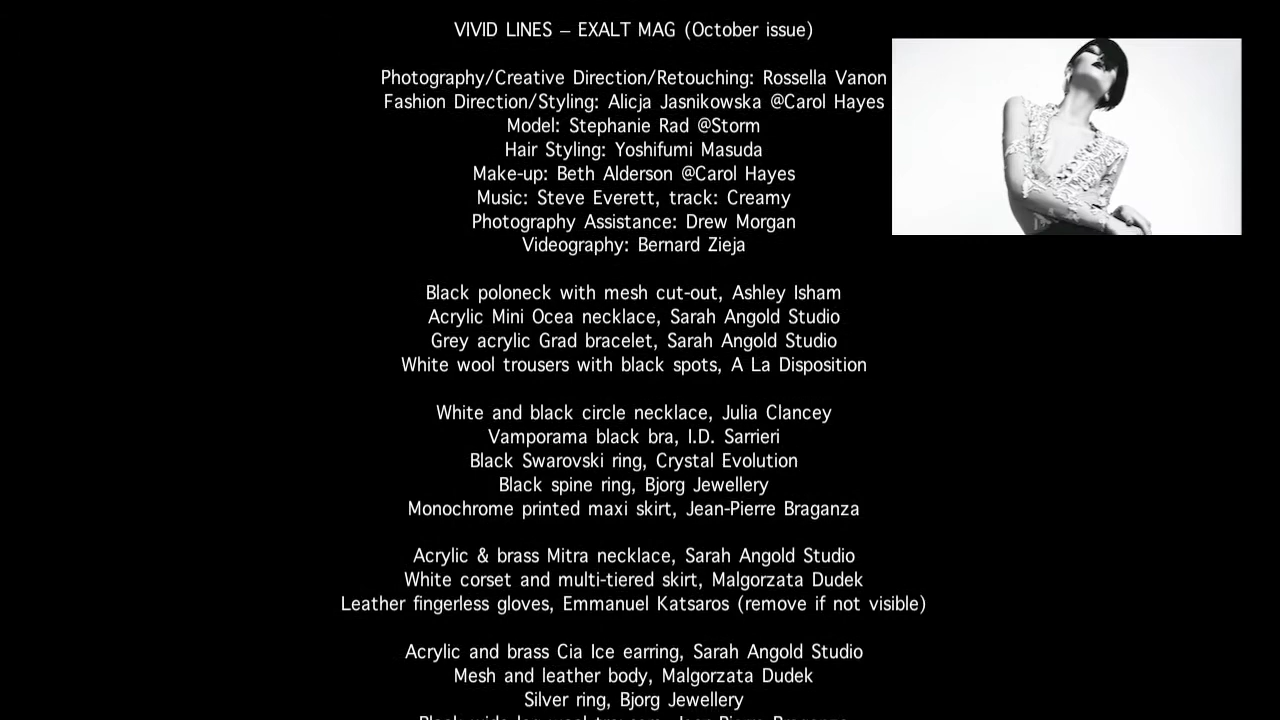 VIVID LINES – EXALT MAG (October issue)
Photography/Creative Direction/Retouching: Rossella Vanon
Fashion Direction/Styling: Alicja Jasnikowska @Carol Hayes
Model: Stephanie Rad @Storm
Hair Styling: Yoshifumi Masuda
Make-up: Beth Alderson @Carol Hayes
Music: Steve Everett, track: Creamy
Photography Assistance: Drew Morgan
Videography: Bernard Zieja
Black poloneck with mesh cut-out, Ashley Isham
Acrylic Mini Ocea necklace, Sarah Angold Studio
Grey acrylic Grad bracelet, Sarah Angold Studio
White wool trousers with black spots, A La Disposition
White and black circle necklace, Julia Clancey
Vamporama black bra, I.D. Sarrieri
Black Swarovski ring, Crystal Evolution
Black spine ring, Bjorg Jewellery
Monochrome printed maxi skirt, Jean-Pierre Braganza
Acrylic & brass Mitra necklace, Sarah Angold Studio
White corset and multi-tiered skirt, Malgorzata Dudek
Leather fingerless gloves, Emmanuel Katsaros (remove if not visible)
Acrylic and brass Cia Ice earring, Sarah Angold Studio
Mesh and leather body, Malgorzata Dudek
Silver ring, Bjorg Jewellery